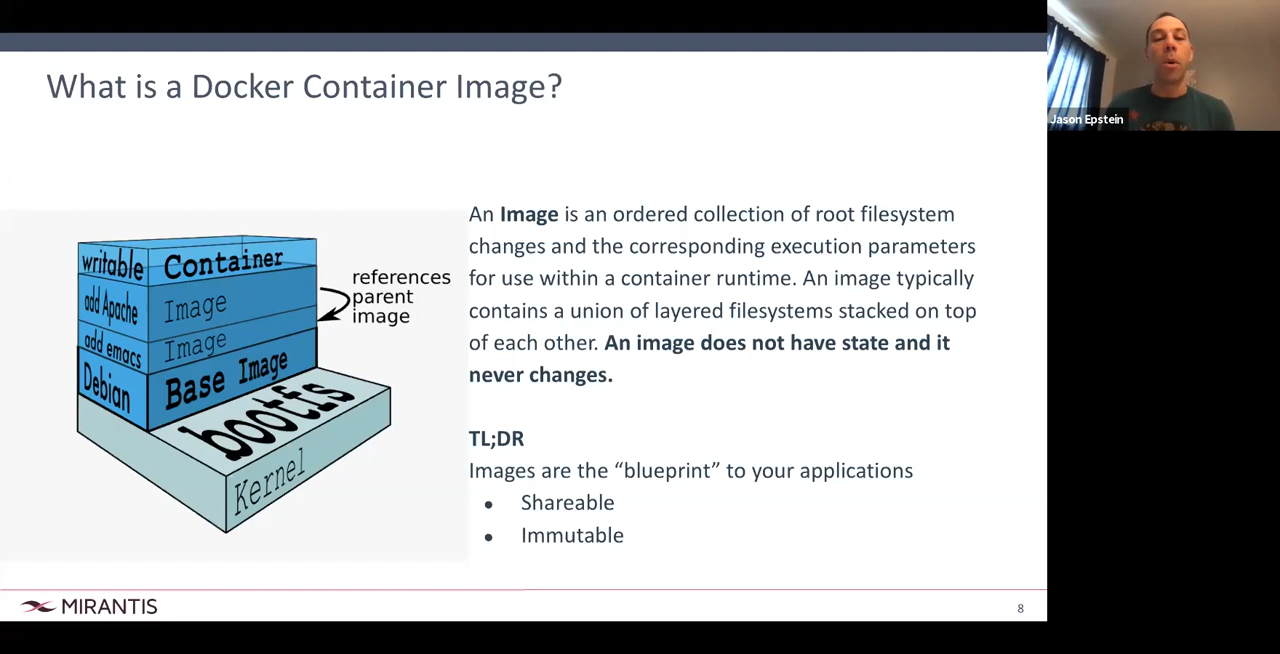 What is a Docker Container Image?
Jason Epstein
writable Container
add Apache Image
add emacs Image
Debian Base Image
bootfs
Kernel
references
parent
image
An Image is an ordered collection of root filesystem
changes and the corresponding execution parameters
for use within a container runtime. An image typically
contains a union of layered filesystems stacked on top
of each other. An image does not have state and it
never changes.
TL;DR
Images are the “blueprint” to your applications
● Shareable
● Immutable
MIRANTIS
8